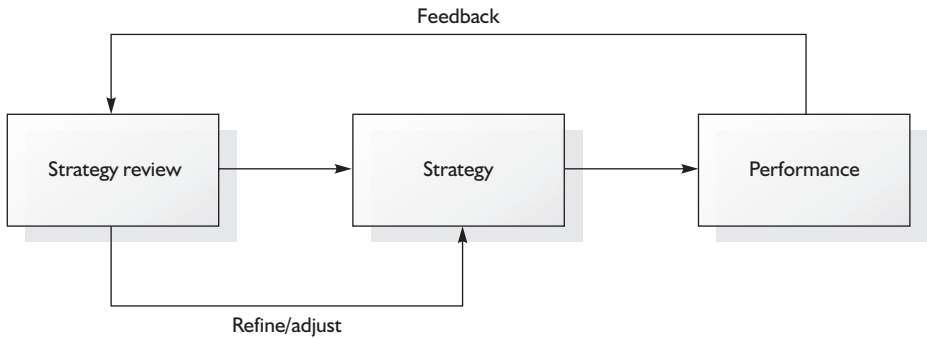 Feedback
Strategy review
Strategy
Performance
Refine/adjust